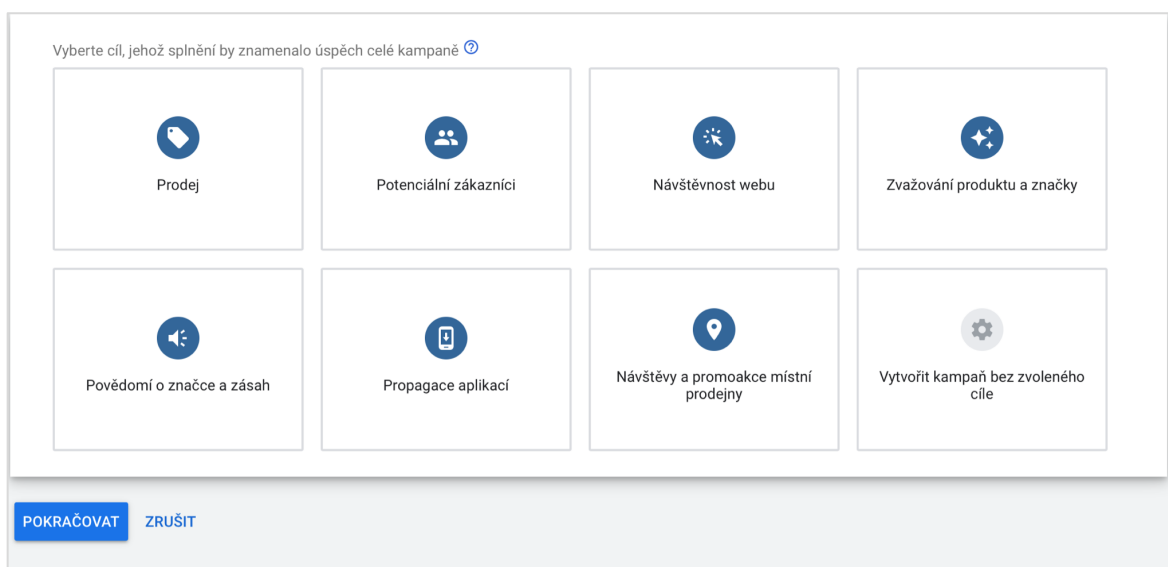 Vyberte cíl, jehož splnění by znamenalo úspěch celé kampaně
Prodej
Potenciální zákazníci
Návštěvnost webu
Zvažování produktu a značky
Povědomí o značce a zásah
Propagace aplikací
Návštěvy a promoakce místní
prodejny
Vytvořit kampaň bez zvoleného
cíle
POKRAČOVAT
ZRUŠIT